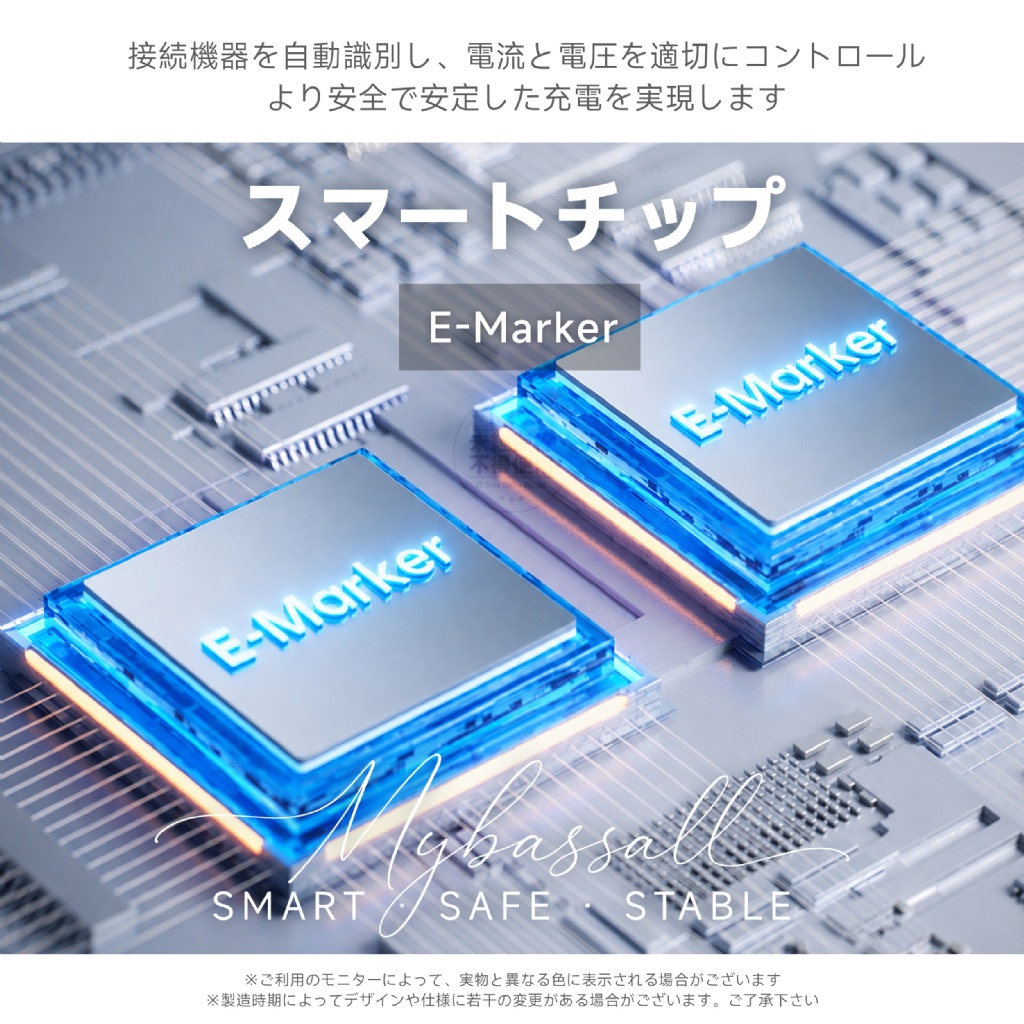 接続機器を自動識別し、電流と電圧を適切にコントロール
より安全で安定した充電を実現します
スマートチップ
E-Marker
E-Marker
E-Marker
Mybassall
SMART · SAFE · STABLE
※ご利用のモニターによって、実物と異なる色に表示される場合がございます
※製造時期によってデザインや仕様に若干の変更がある場合がございます。ご了承下さい